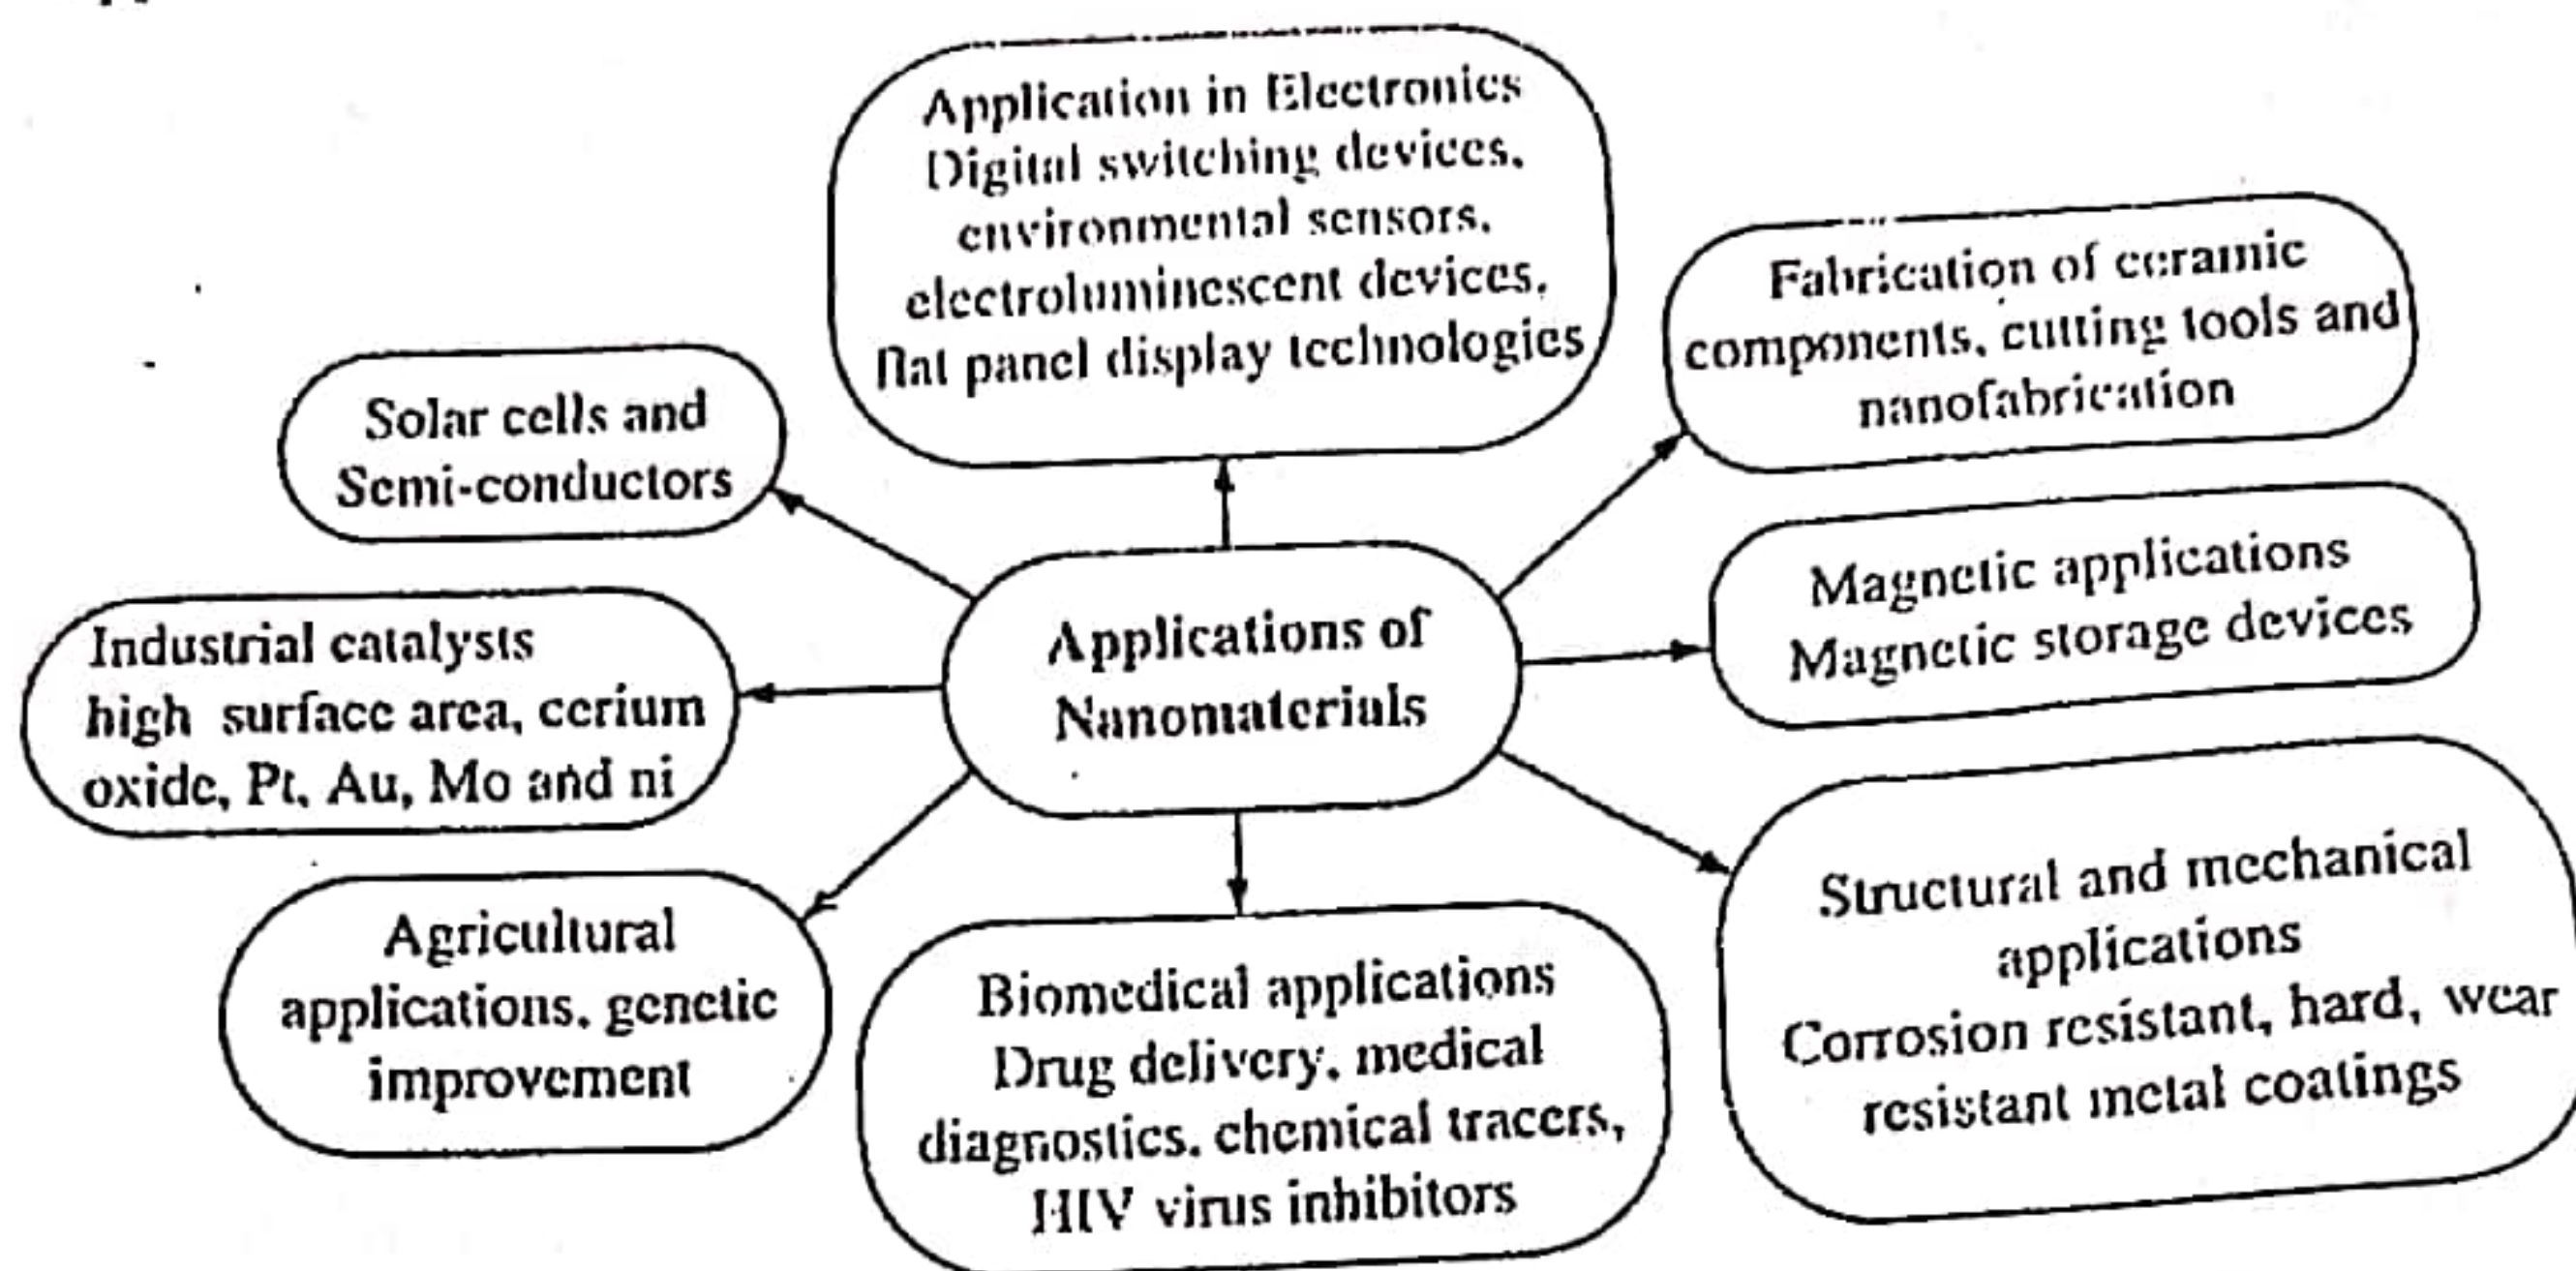 Application in Electronics
Digital switching devices,
environmental sensors,
electroluminescent devices,
flat panel display technologies
Fabrication of ceramic
components, cutting tools and
nanofabrication
Solar cells and
Semi-conductors
Magnetic applications
Magnetic storage devices
Applications of
Nanomaterials
Industrial catalysts
high surface area, cerium
oxide, Pt, Au, Mo and ni
Structural and mechanical
applications
Corrosion resistant, hard, wear
resistant metal coatings
Agricultural
applications, genetic
improvement
Biomedical applications
Drug delivery, medical
diagnostics, chemical tracers,
HIV virus inhibitors